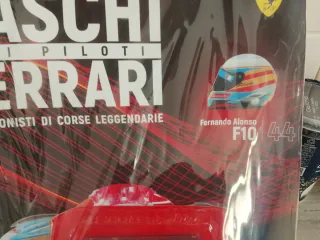 ASCHI
I PILOTI
ERRARI
ONISTI DI CORSE LEGGENDARIE
Fernando Alonso
F10
44